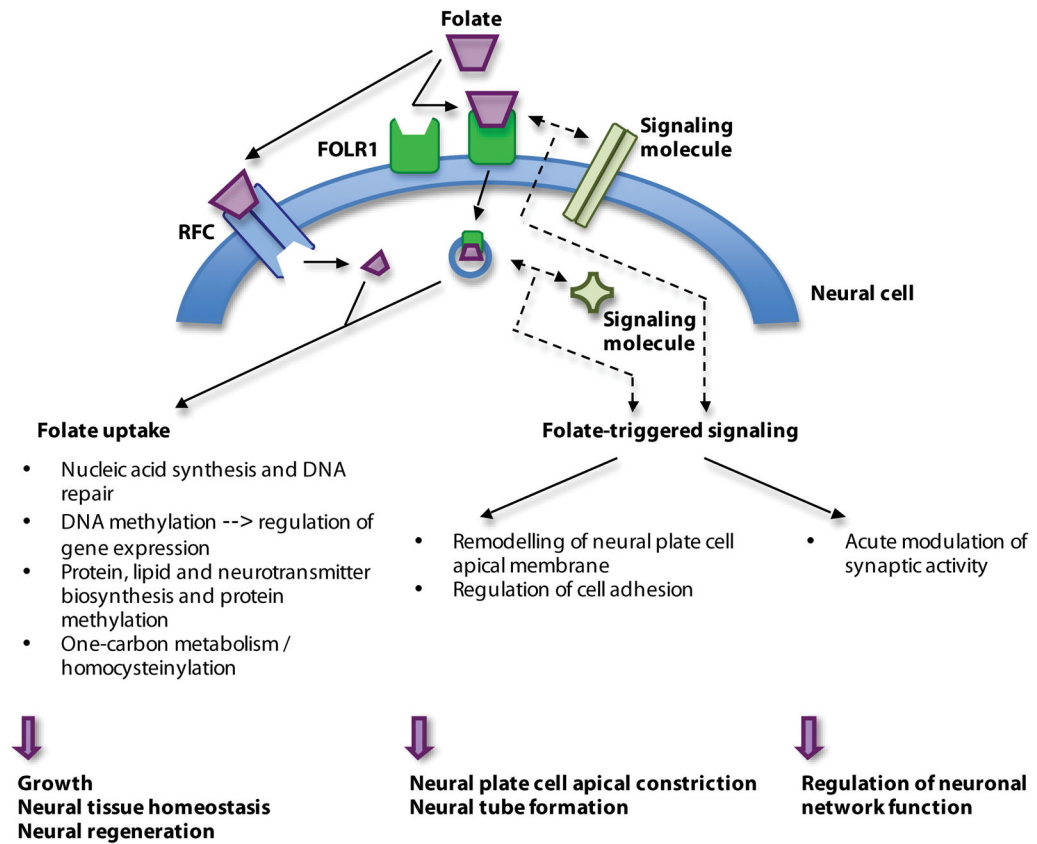 Folate
FOLR1
Signaling
molecule
RFC
Neural cell
Signaling
molecule
Folate uptake
• Nucleic acid synthesis and DNA
repair
• DNA methylation --> regulation of
gene expression
• Protein, lipid and neurotransmitter
biosynthesis and protein
methylation
• One-carbon metabolism /
homocysteinylation
Folate-triggered signaling
• Remodelling of neural plate cell
apical membrane
• Regulation of cell adhesion
• Acute modulation of
synaptic activity
Growth
Neural tissue homeostasis
Neural regeneration
Neural plate cell apical constriction
Neural tube formation
Regulation of neuronal
network function